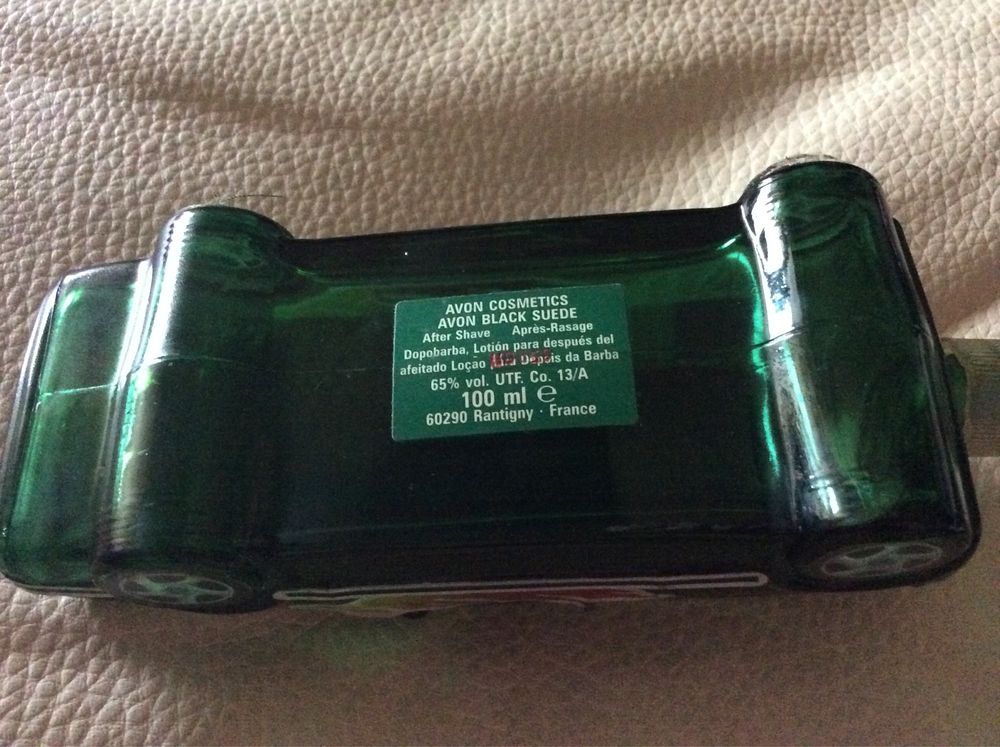 AVON COSMETICS
AVON BLACK SUEDE
After Shave Après-Rasage
Dopobarba, Lotión para después del
afeitado Loçao Depois da Barba
65% vol. UTF. Co. 13/A
100 ml ℮
60290 Rantigny · France